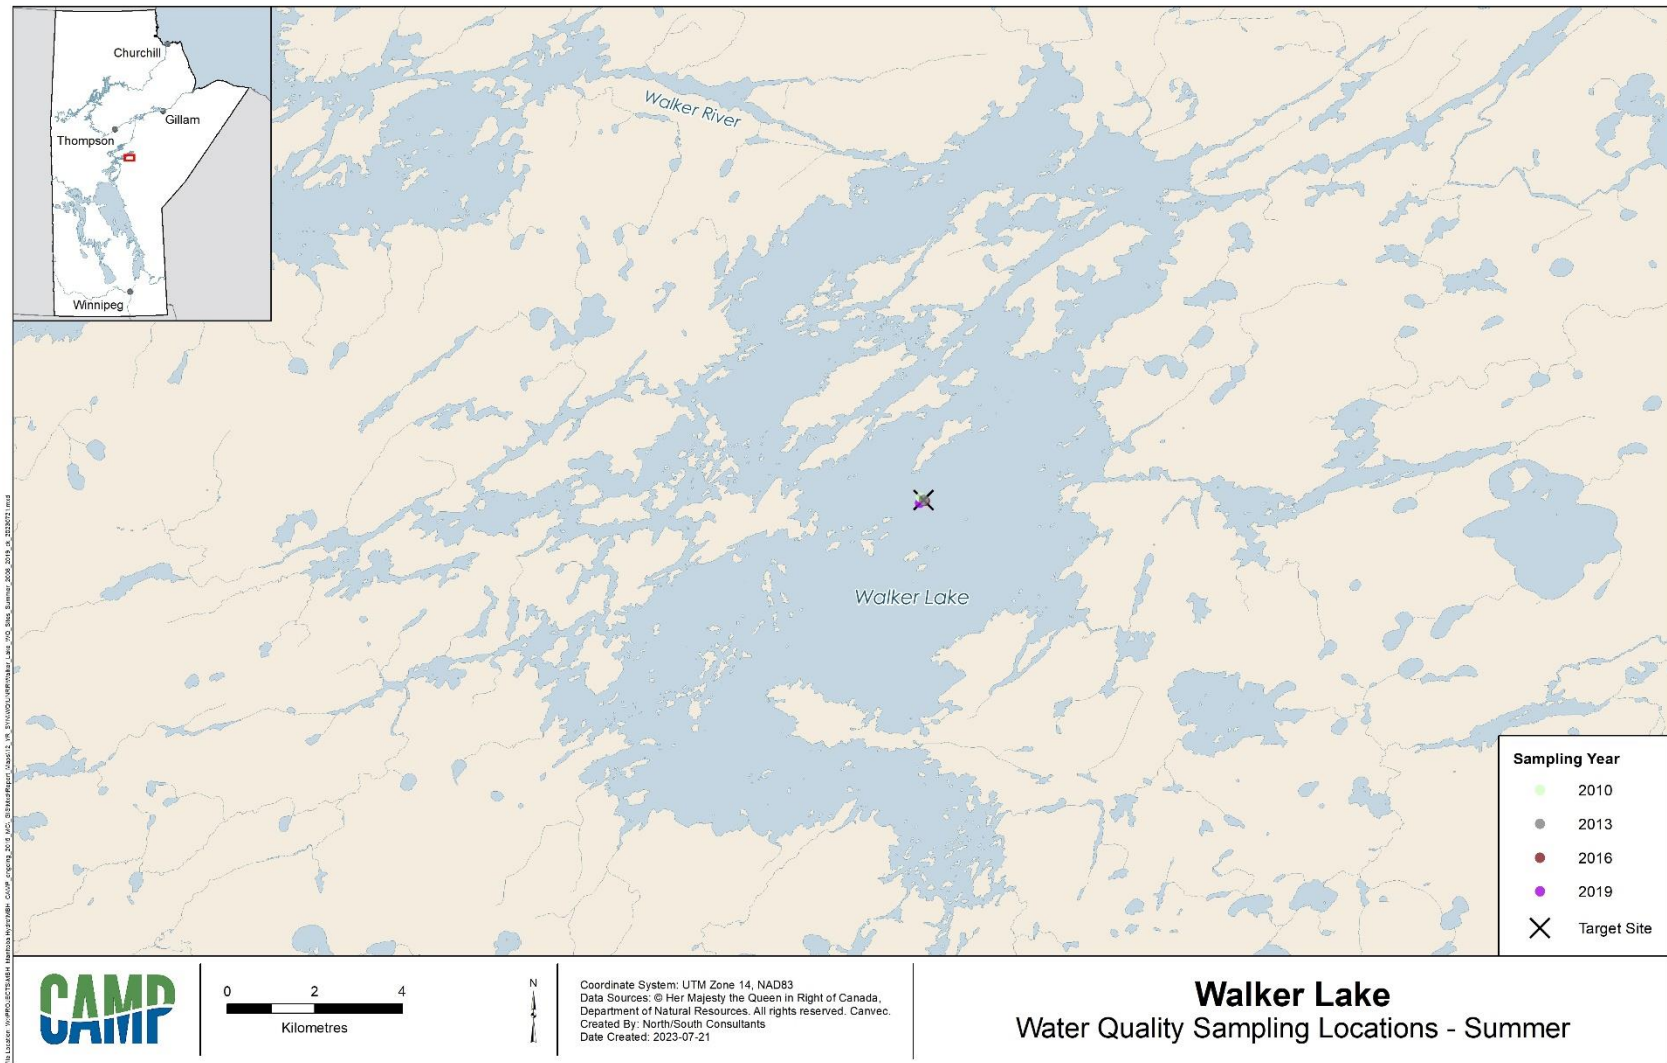 Churchill
Gillam
Thompson
Winnipeg
Walker River
Walker Lake
Sampling Year
2010
2013
2016
2019
Target Site
CAMP
0 2 4
Kilometres
N
Coordinate System: UTM Zone 14, NAD83
Data Sources: © Her Majesty the Queen in Right of Canada,
Department of Natural Resources. All rights reserved. Canvec.
Created By: North/South Consultants
Date Created: 2023-07-21
Walker Lake
Water Quality Sampling Locations - Summer